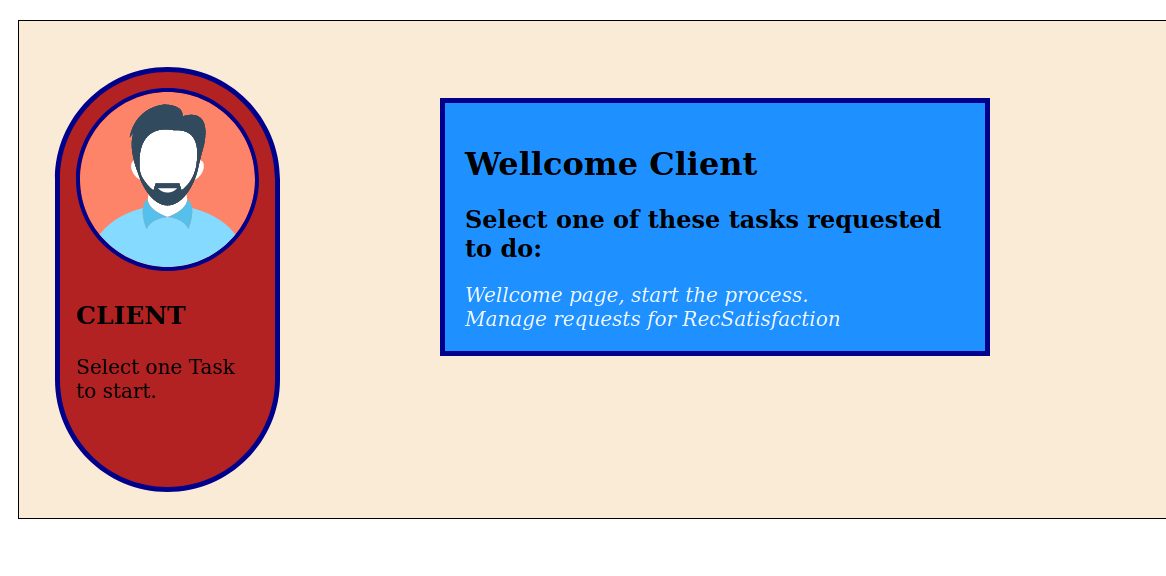 CLIENT
Select one Task
to start.
Wellcome Client
Select one of these tasks requested
to do:
Wellcome page, start the process.
Manage requests for RecSatisfaction